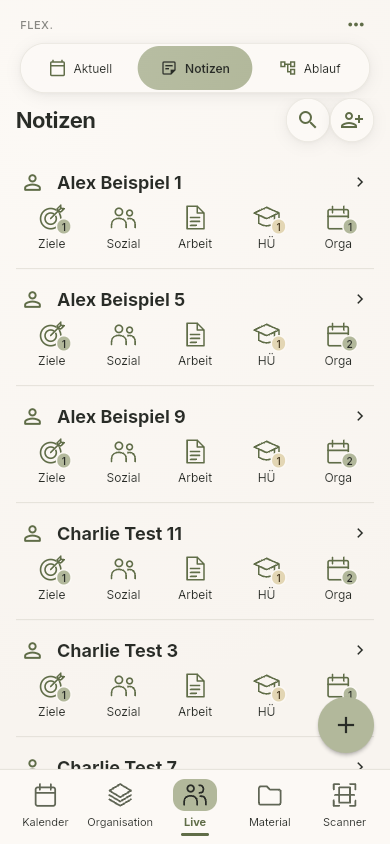 FLEX.
Aktuell
Notizen
Ablauf
Notizen
Alex Beispiel 1
1 1 1
Ziele Sozial Arbeit HÜ Orga
Alex Beispiel 5
1 1 2
Ziele Sozial Arbeit HÜ Orga
Alex Beispiel 9
1 1 2
Ziele Sozial Arbeit HÜ Orga
Charlie Test 11
1 1 2
Ziele Sozial Arbeit HÜ Orga
Charlie Test 3
1 1 1
Ziele Sozial Arbeit HÜ
Charlie Test 7
Kalender Organisation Live Material Scanner